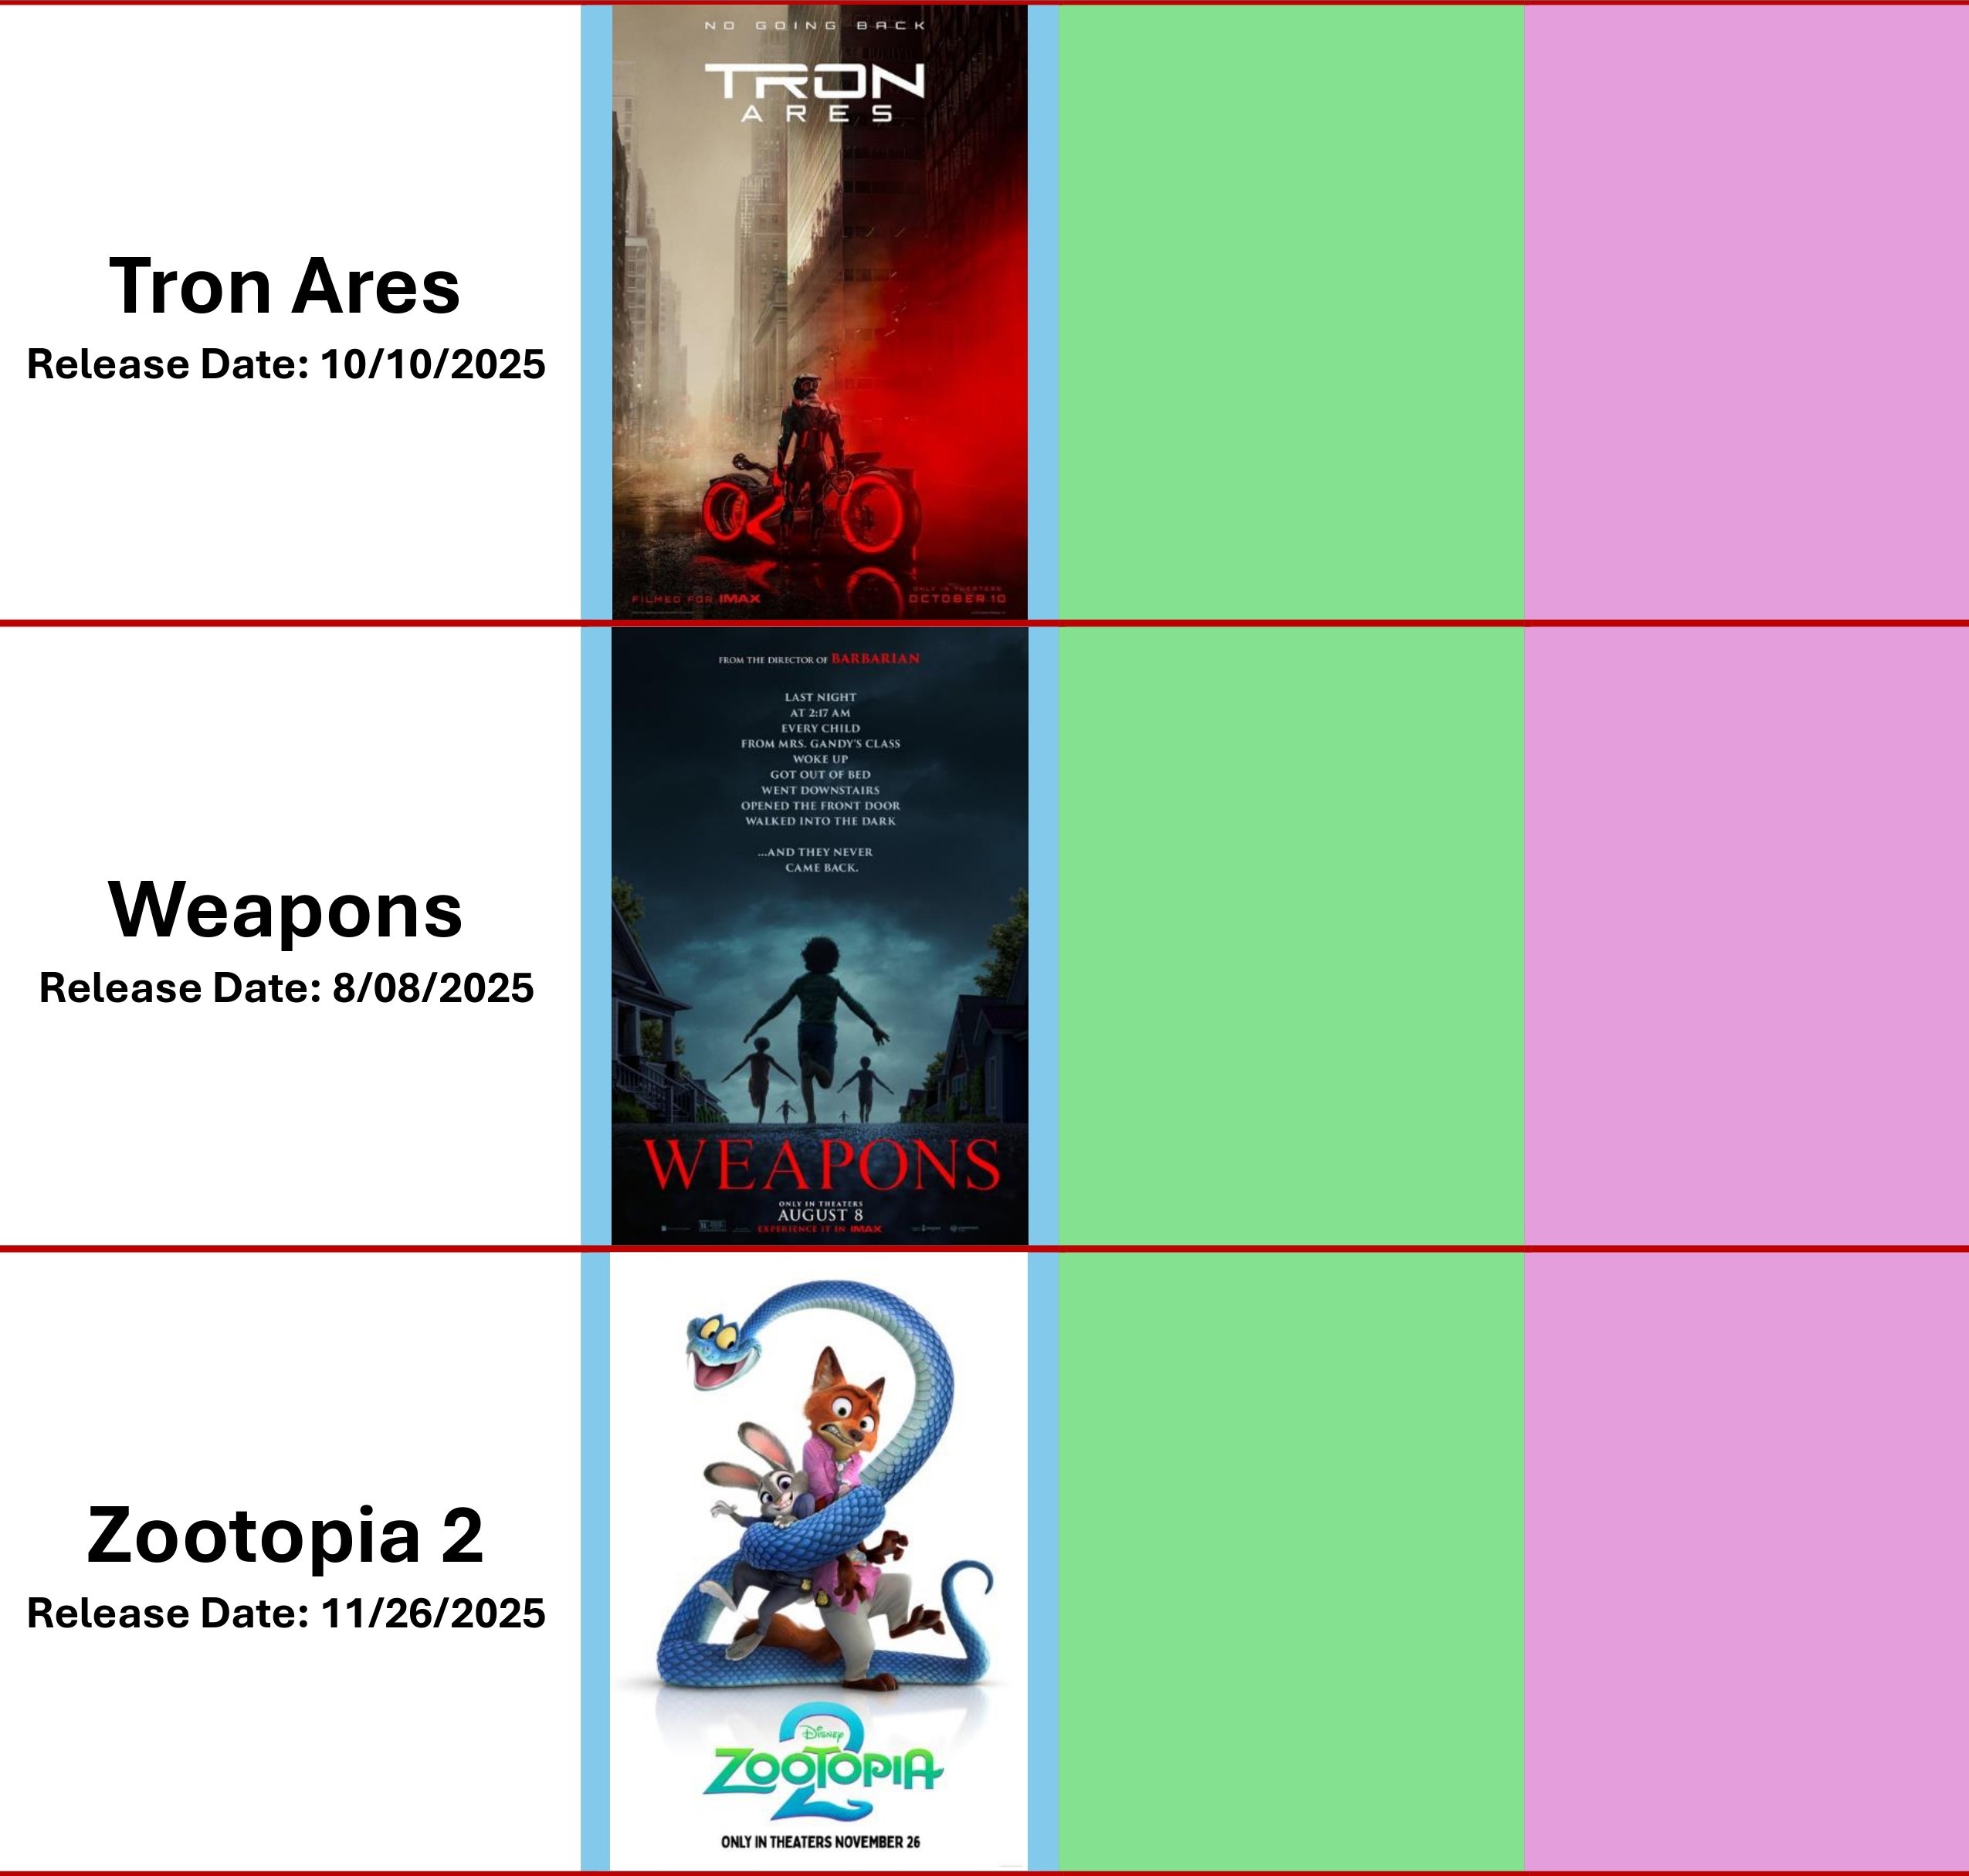 Tron Ares
Release Date: 10/10/2025
NO GOING BACK
TRON
ARES
FILMED FOR IMAX
ONLY IN THEATERS
OCTOBER 10
Weapons
Release Date: 8/08/2025
FROM THE DIRECTOR OF BARBARIAN
LAST NIGHT
AT 2:17 AM
EVERY CHILD
FROM MRS. GANDY'S CLASS
WOKE UP
GOT OUT OF BED
WENT DOWNSTAIRS
OPENED THE FRONT DOOR
WALKED INTO THE DARK
...AND THEY NEVER
CAME BACK.
WEAPONS
ONLY IN THEATERS
AUGUST 8
EXPERIENCE IT IN IMAX
Zootopia 2
Release Date: 11/26/2025
Disney
ZOOTOPIA
2
ONLY IN THEATERS NOVEMBER 26